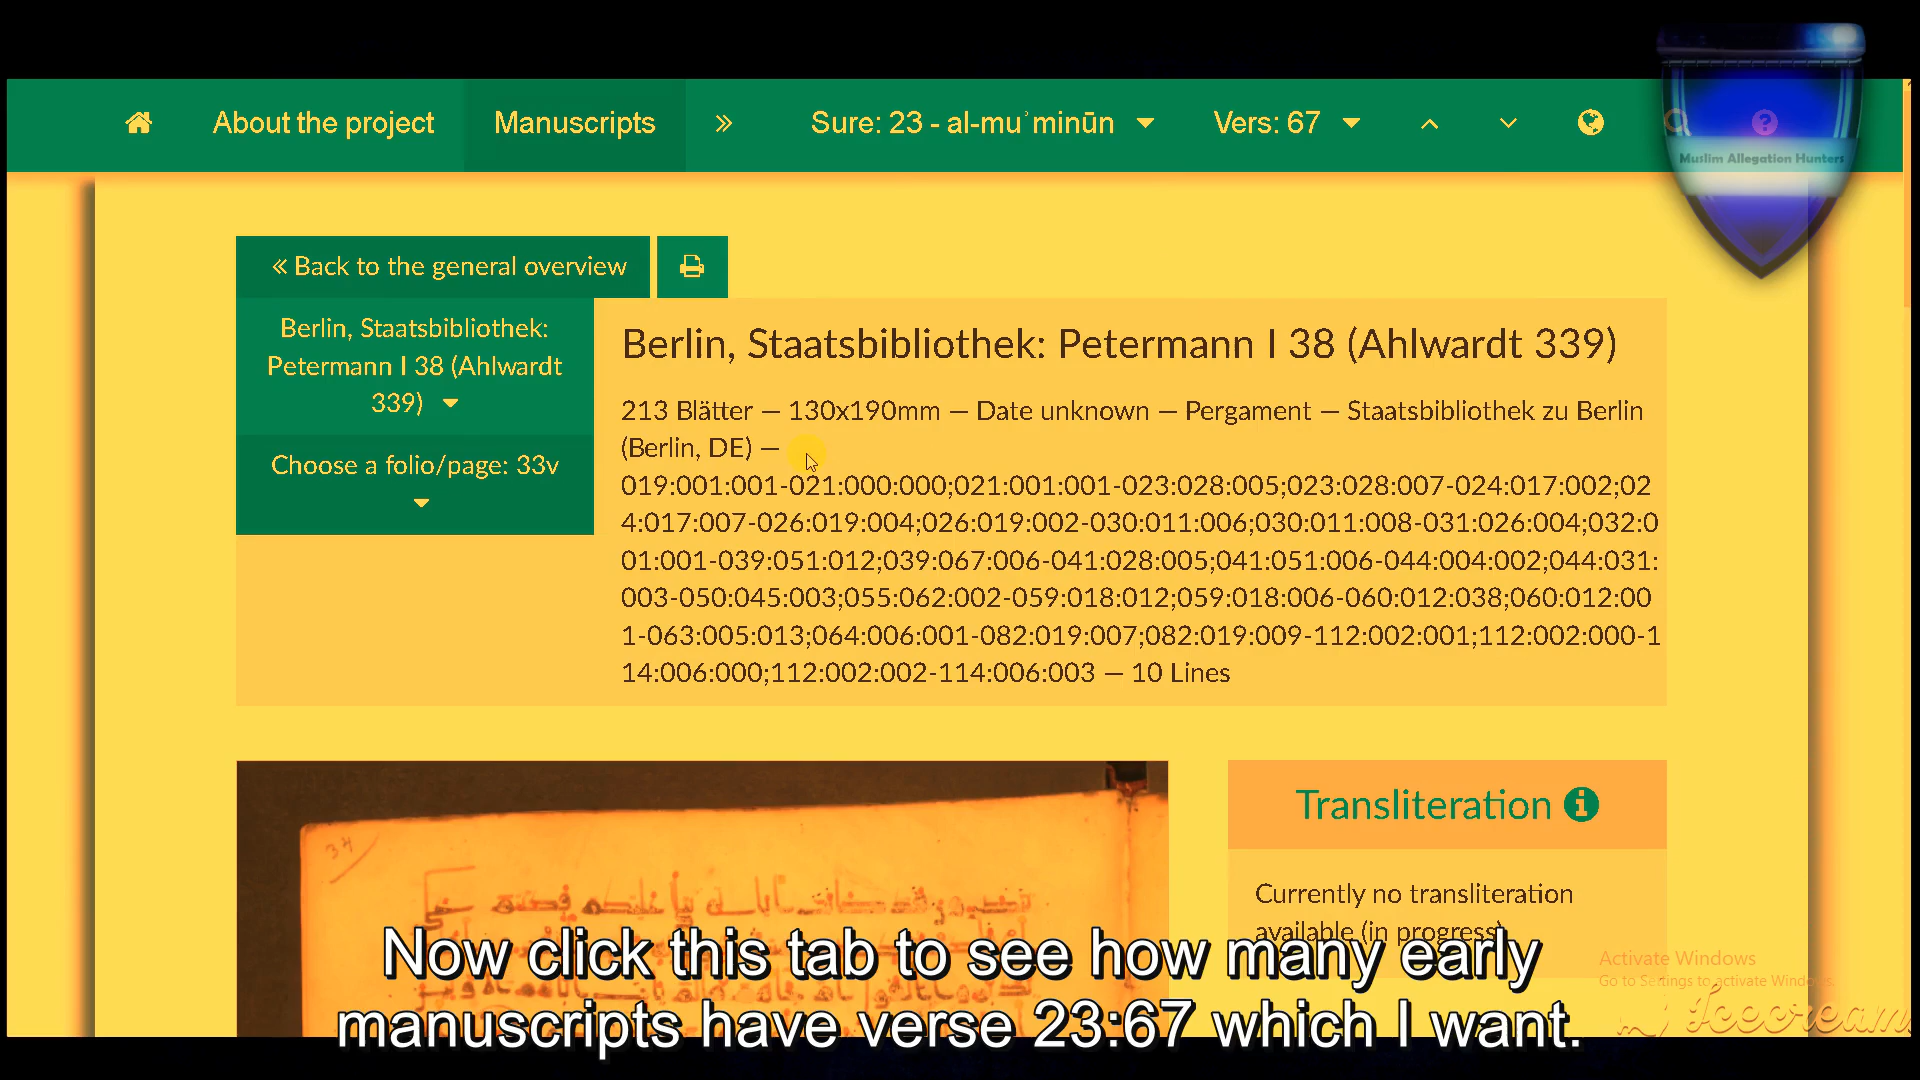 About the project
Manuscripts
Sure: 23 - al-muʾminūn
Vers: 67
Muslim Allegation Hunters
« Back to the general overview
Berlin, Staatsbibliothek:
Petermann I 38 (Ahlwardt
339)
Choose a folio/page: 33v
Berlin, Staatsbibliothek: Petermann I 38 (Ahlwardt 339)
213 Blätter — 130x190mm — Date unknown — Pergament — Staatsbibliothek zu Berlin
(Berlin, DE) —
019:001:001-021:000:000;021:001:001-023:028:005;023:028:007-024:017:002;02
4:017:007-026:019:004;026:019:002-030:011:006;030:011:008-031:026:004;032:0
01:001-039:051:012;039:067:006-041:028:005;041:051:006-044:004:002;044:031:
003-050:045:003;055:062:002-059:018:012;059:018:006-060:012:038;060:012:00
1-063:005:013;064:006:001-082:019:007;082:019:009-112:002:001;112:002:000-1
14:006:000;112:002:002-114:006:003 — 10 Lines
Transliteration
Currently no transliteration
available (in progress)
Activate Windows
Go to Settings to activate Windows.
Icecream
Now click this tab to see how many early
manuscripts have verse 23:67 which I want.